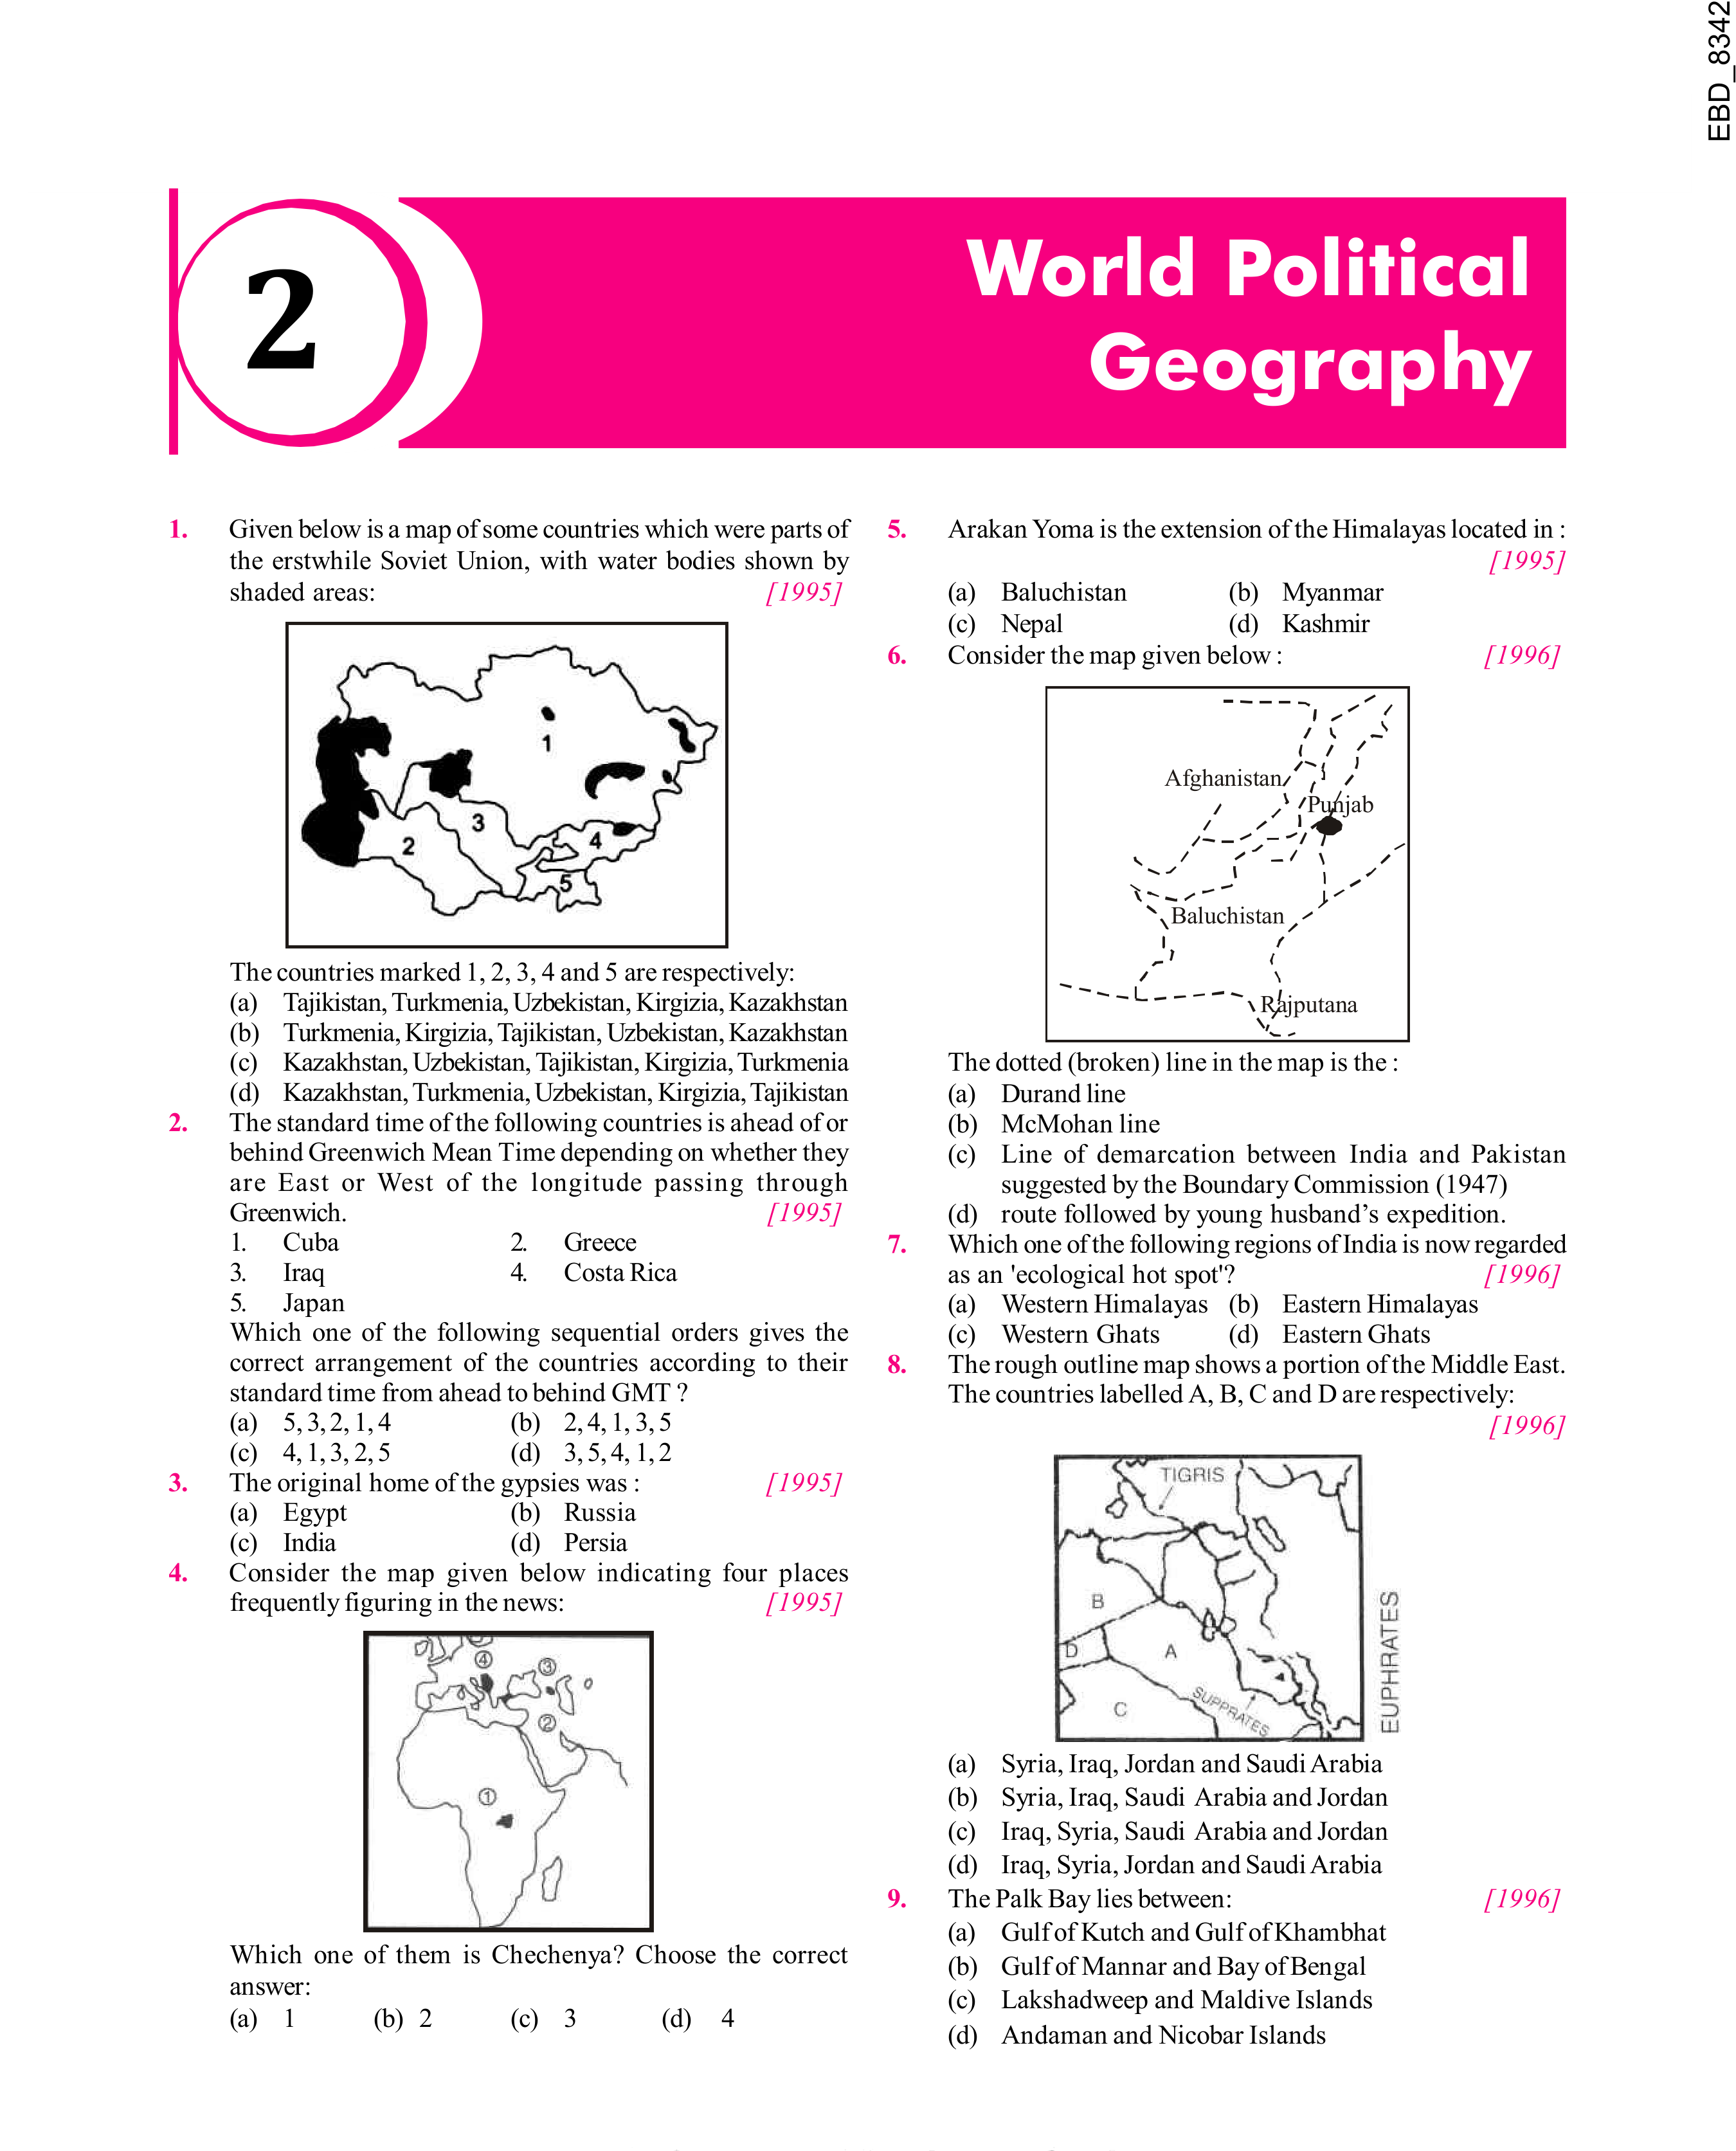 EBD_8342
2
World Political
Geography
1. Given below is a map of some countries which were parts of
the erstwhile Soviet Union, with water bodies shown by
shaded areas: [1995]
1
2
3
4
5
The countries marked 1, 2, 3, 4 and 5 are respectively:
(a) Tajikistan, Turkmenia, Uzbekistan, Kirgizia, Kazakhstan
(b) Turkmenia, Kirgizia, Tajikistan, Uzbekistan, Kazakhstan
(c) Kazakhstan, Uzbekistan, Tajikistan, Kirgizia, Turkmenia
(d) Kazakhstan, Turkmenia, Uzbekistan, Kirgizia, Tajikistan
2. The standard time of the following countries is ahead of or
behind Greenwich Mean Time depending on whether they
are East or West of the longitude passing through
Greenwich. [1995]
1. Cuba 2. Greece
3. Iraq 4. Costa Rica
5. Japan
Which one of the following sequential orders gives the
correct arrangement of the countries according to their
standard time from ahead to behind GMT ?
(a) 5, 3, 2, 1, 4 (b) 2, 4, 1, 3, 5
(c) 4, 1, 3, 2, 5 (d) 3, 5, 4, 1, 2
3. The original home of the gypsies was : [1995]
(a) Egypt (b) Russia
(c) India (d) Persia
4. Consider the map given below indicating four places
frequently figuring in the news: [1995]
4
3
2
1
Which one of them is Chechenya? Choose the correct
answer:
(a) 1 (b) 2 (c) 3 (d) 4
5. Arakan Yoma is the extension of the Himalayas located in :
[1995]
(a) Baluchistan (b) Myanmar
(c) Nepal (d) Kashmir
6. Consider the map given below : [1996]
Afghanistan
Punjab
Baluchistan
Rajputana
The dotted (broken) line in the map is the :
(a) Durand line
(b) McMohan line
(c) Line of demarcation between India and Pakistan
suggested by the Boundary Commission (1947)
(d) route followed by young husband’s expedition.
7. Which one of the following regions of India is now regarded
as an 'ecological hot spot'? [1996]
(a) Western Himalayas (b) Eastern Himalayas
(c) Western Ghats (d) Eastern Ghats
8. The rough outline map shows a portion of the Middle East.
The countries labelled A, B, C and D are respectively:
[1996]
TIGRIS
B
D
A
C
SUPPRATES
EUPHRATES
(a) Syria, Iraq, Jordan and Saudi Arabia
(b) Syria, Iraq, Saudi Arabia and Jordan
(c) Iraq, Syria, Saudi Arabia and Jordan
(d) Iraq, Syria, Jordan and Saudi Arabia
9. The Palk Bay lies between: [1996]
(a) Gulf of Kutch and Gulf of Khambhat
(b) Gulf of Mannar and Bay of Bengal
(c) Lakshadweep and Maldive Islands
(d) Andaman and Nicobar Islands